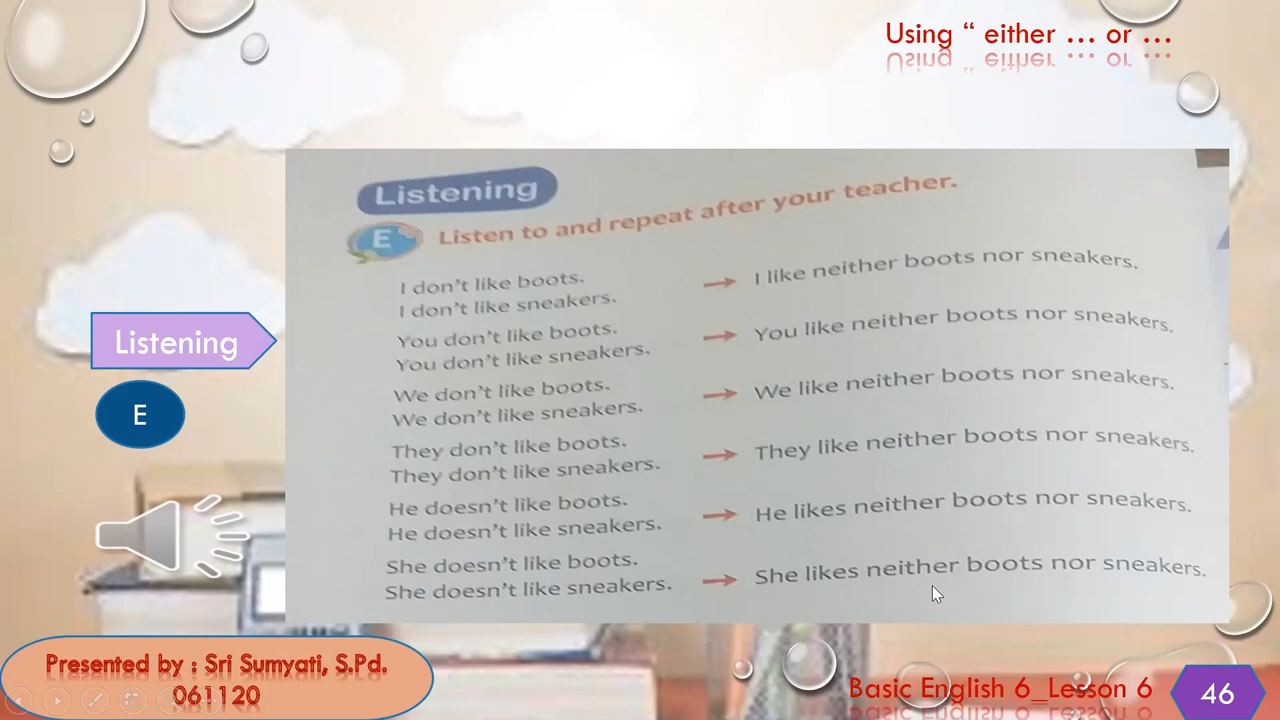 Using “ either … or …
Listening
E
Listen to and repeat after your teacher.
I don't like boots.
I don't like sneakers.
I like neither boots nor sneakers.
You don't like boots.
You don't like sneakers.
You like neither boots nor sneakers.
We don't like boots.
We don't like sneakers.
We like neither boots nor sneakers.
They don't like boots.
They don't like sneakers.
They like neither boots nor sneakers.
He doesn't like boots.
He doesn't like sneakers.
He likes neither boots nor sneakers.
She doesn't like boots.
She doesn't like sneakers.
She likes neither boots nor sneakers.
Listening
E
Presented by : Sri Sumyati, S.Pd.
061120
Basic English 6_Lesson 6
46